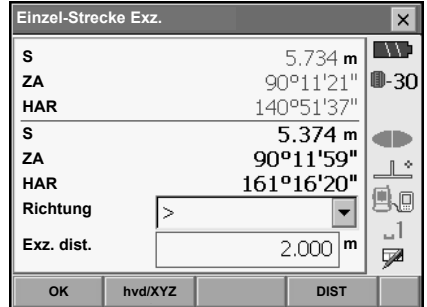 Einzel-Strecke Exz.
S 5.734 m
ZA 90°11'21"
HAR 140°51'37"
S 5.374 m
ZA 90°11'59"
HAR 161°16'20"
Richtung >
Exz. dist. 2.000 m
-30
1
OK hvd/XYZ DIST